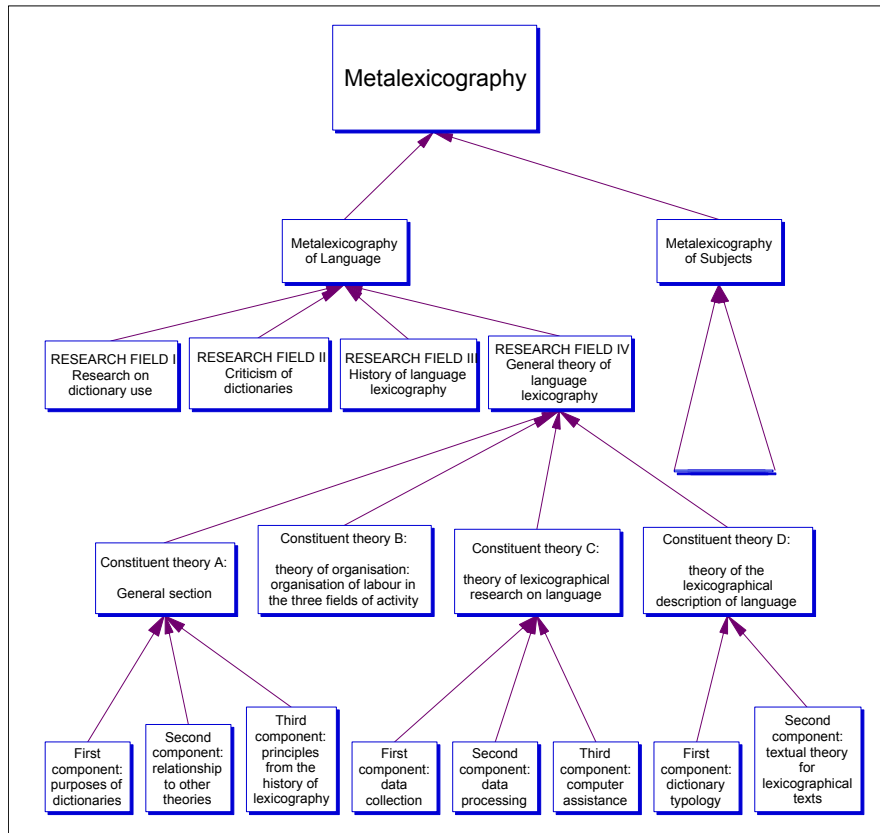 Metalexicography
Metalexicography
of Language
Metalexicography
of Subjects
RESEARCH FIELD I
Research on
dictionary use
RESEARCH FIELD II
Criticism of
dictionaries
RESEARCH FIELD III
History of language
lexicography
RESEARCH FIELD IV
General theory of
language
lexicography
Constituent theory A:
General section
Constituent theory B:
theory of organisation:
organisation of labour in
the three fields of activity
Constituent theory C:
theory of lexicographical
research on language
Constituent theory D:
theory of the
lexicographical
description of language
First
component:
purposes of
dictionaries
Second
component:
relationship
to other
theories
Third
component:
principles
from the
history of
lexicography
First
component:
data
collection
Second
component:
data
processing
Third
component:
computer
assistance
First
component:
dictionary
typology
Second
component:
textual theory
for
lexicographical
texts